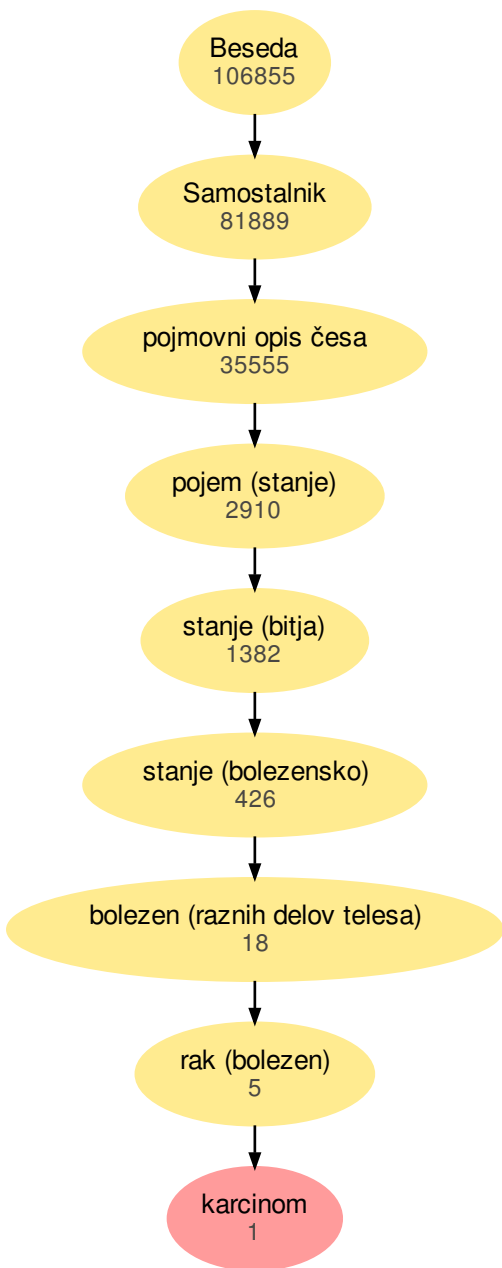 Beseda
106855
Samostalnik
81889
pojmovni opis česa
35555
pojem (stanje)
2910
stanje (bitja)
1382
stanje (bolezensko)
426
bolezen (raznih delov telesa)
18
rak (bolezen)
5
karcinom
1